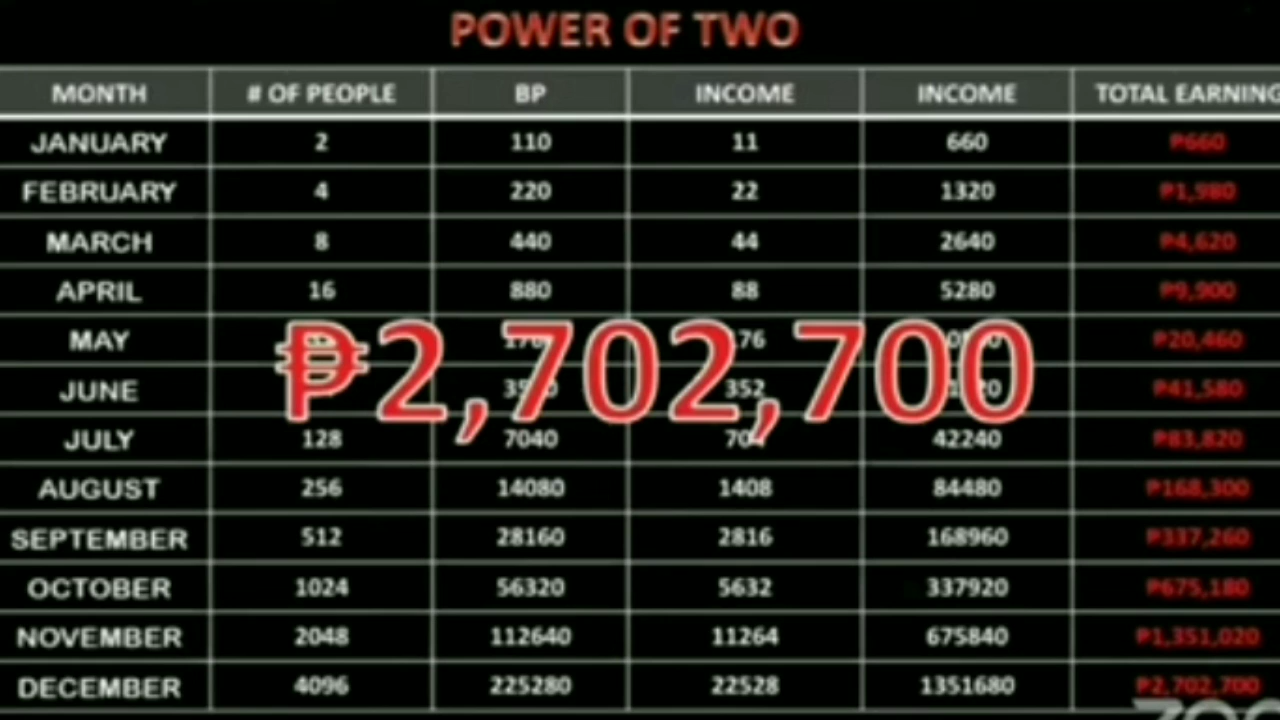 POWER OF TWO
MONTH # OF PEOPLE BP INCOME INCOME TOTAL EARNING
JANUARY 2 110 11 660 ₱660
FEBRUARY 4 220 22 1320 ₱1,980
MARCH 8 440 44 2640 ₱4,620
APRIL 16 880 88 5280 ₱9,900
MAY ₱20,460
₱2,702,700
JUNE 352 ₱41,580
JULY 128 7040 704 42240 ₱83,820
AUGUST 256 14080 1408 84480 ₱168,300
SEPTEMBER 512 28160 2816 168960 ₱337,260
OCTOBER 1024 56320 5632 337920 ₱675,180
NOVEMBER 2048 112640 11264 675840 ₱1,351,020
DECEMBER 4096 225280 22528 1351680 ₱2,702,700